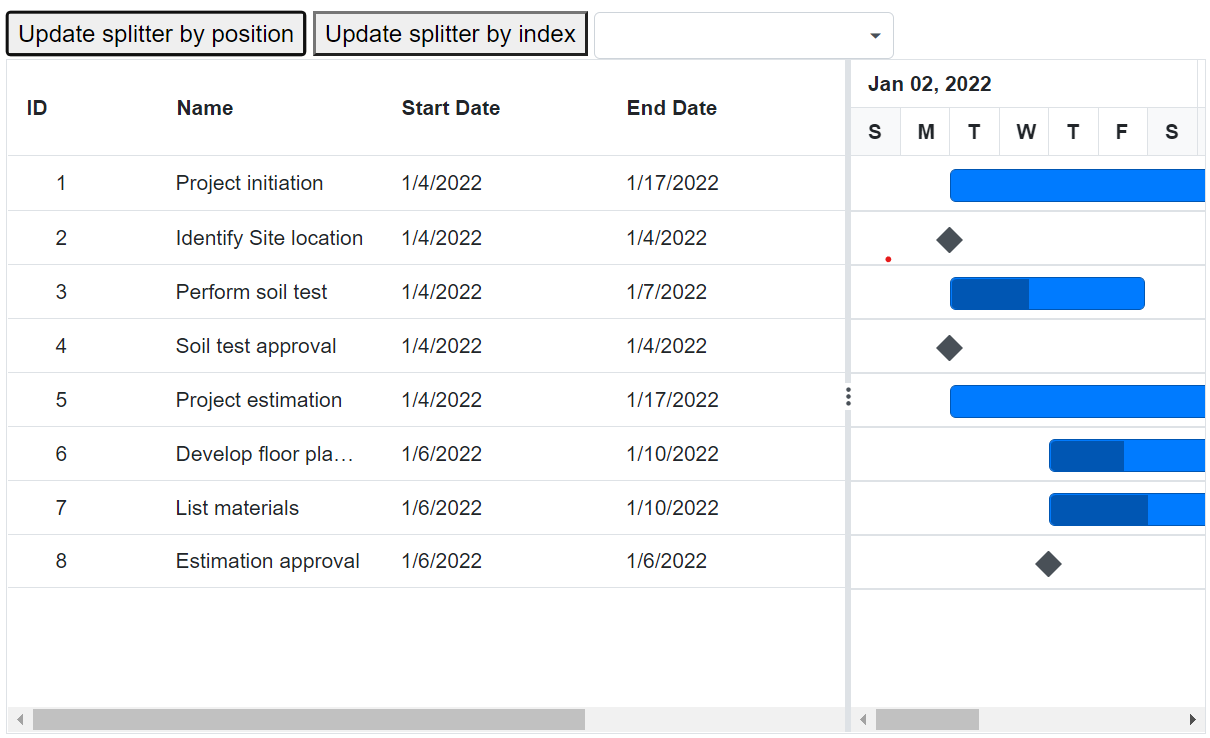 Update splitter by position Update splitter by index
Jan 02, 2022
ID Name Start Date End Date
S M T W T F S
1 Project initiation 1/4/2022 1/17/2022
2 Identify Site location 1/4/2022 1/4/2022
3 Perform soil test 1/4/2022 1/7/2022
4 Soil test approval 1/4/2022 1/4/2022
5 Project estimation 1/4/2022 1/17/2022
6 Develop floor pla… 1/6/2022 1/10/2022
7 List materials 1/6/2022 1/10/2022
8 Estimation approval 1/6/2022 1/6/2022